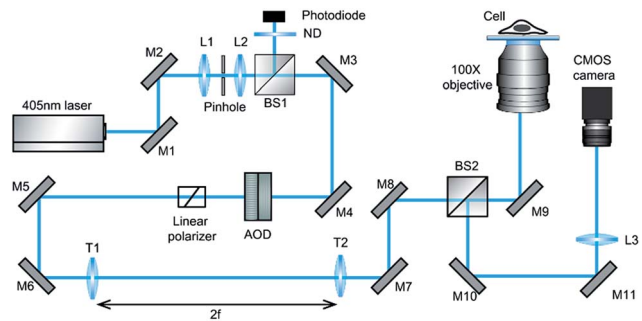 Photodiode
ND
Cell
L1
L2
M3
M2
100X
objective
CMOS
camera
405nm laser
Pinhole
BS1
M1
M5
M8
BS2
M4
M9
Linear
polarizer
AOD
T1
T2
L3
M6
M7
M10
M11
2f